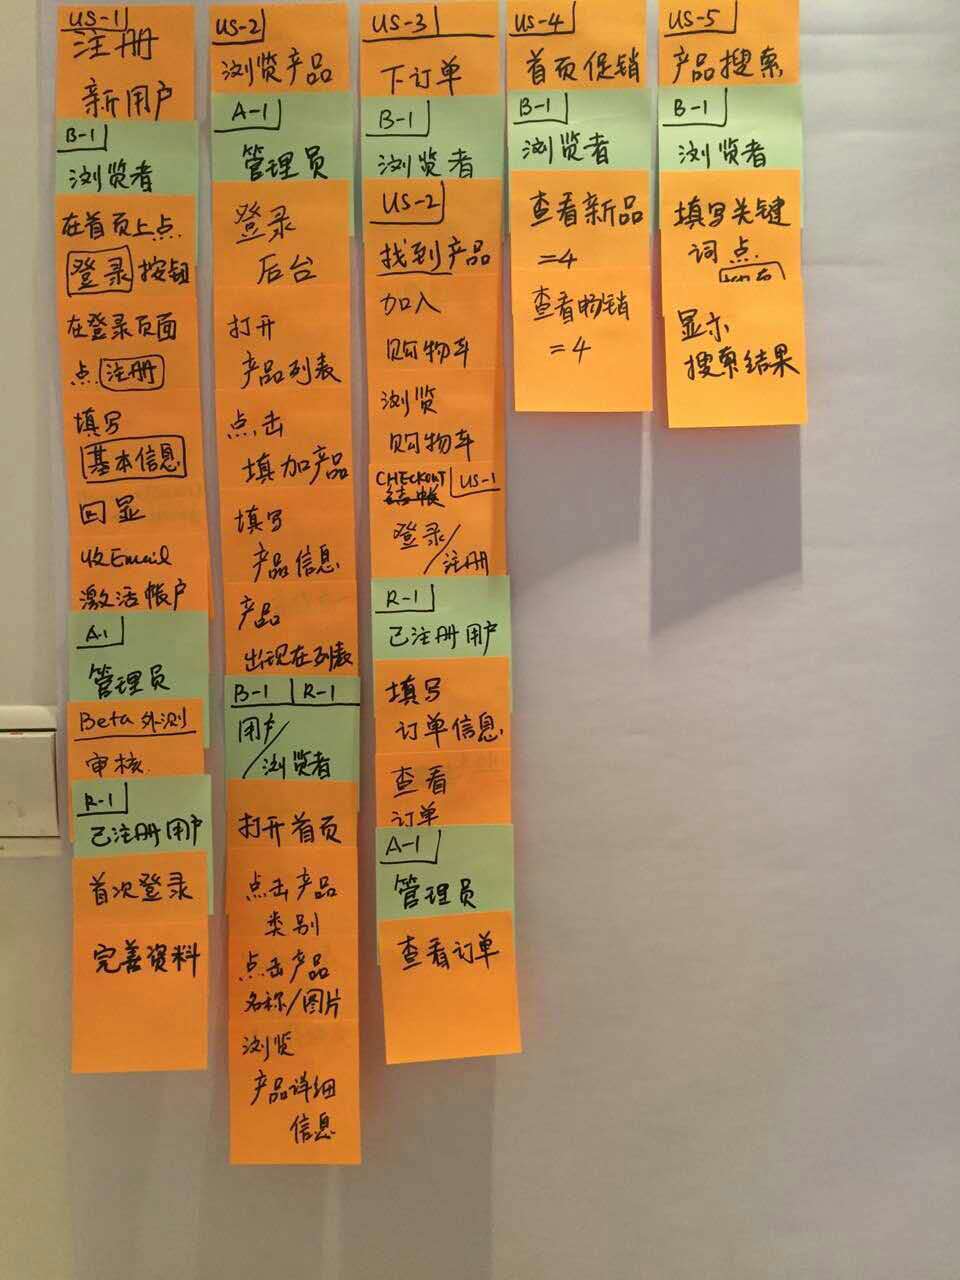 US-1
注册
新用户
B-1
浏览者
在首页上点
登录 按钮
在登录页面
点 注册
填写
基本信息
回显
收Email
激活帐户
A-1
管理员
Beta 外测
审核
R-1
已注册用户
首次登录
完善资料
US-2
浏览产品
A-1
管理员
登录
后台
打开
产品列表
点击
填加产品
填写
产品信息
产品
出现在列表
B-1 R-1
用户/
浏览者
打开首页
点击产品
类别
点击产品
名称/图片
浏览
产品详细
信息
US-3
下订单
B-1
浏览者
US-2
找到产品
加入
购物车
浏览
购物车
CHECKOUT US-1
结帐
登录/
注册
R-1
已注册用户
填写
订单信息
查看
订单
A-1
管理员
查看订单
US-4
首页促销
B-1
浏览者
查看新品
=4
查看畅销
=4
US-5
产品搜索
B-1
浏览者
填写关键
词 点
显示
搜索结果